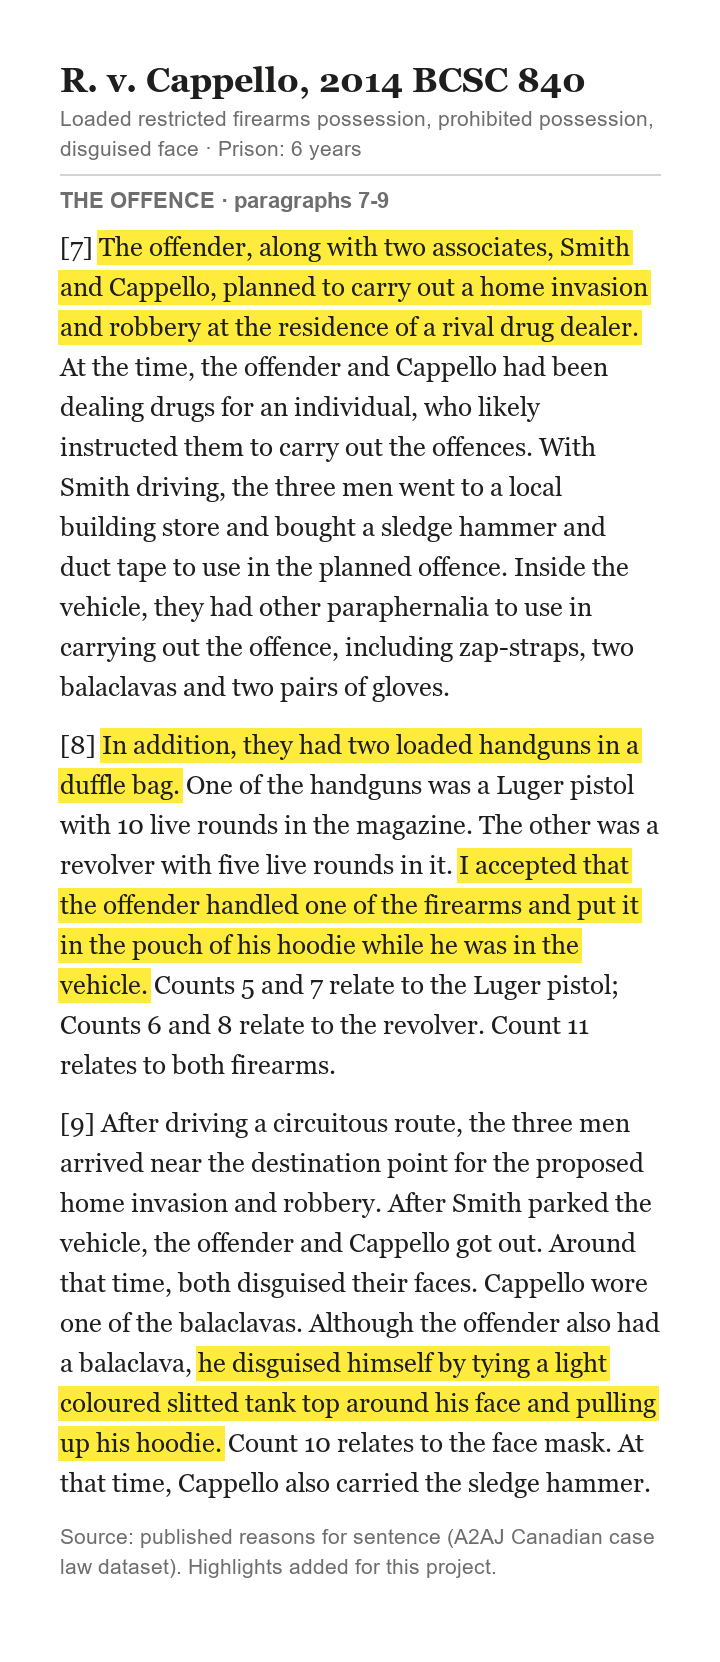 R. v. Cappello, 2014 BCSC 840
Loaded restricted firearms possession, prohibited possession,
disguised face · Prison: 6 years
THE OFFENCE · paragraphs 7-9
[7] The offender, along with two associates, Smith
and Cappello, planned to carry out a home invasion
and robbery at the residence of a rival drug dealer.
At the time, the offender and Cappello had been
dealing drugs for an individual, who likely
instructed them to carry out the offences. With
Smith driving, the three men went to a local
building store and bought a sledge hammer and
duct tape to use in the planned offence. Inside the
vehicle, they had other paraphernalia to use in
carrying out the offence, including zap-straps, two
balaclavas and two pairs of gloves.
[8] In addition, they had two loaded handguns in a
duffle bag. One of the handguns was a Luger pistol
with 10 live rounds in the magazine. The other was a
revolver with five live rounds in it. I accepted that
the offender handled one of the firearms and put it
in the pouch of his hoodie while he was in the
vehicle. Counts 5 and 7 relate to the Luger pistol;
Counts 6 and 8 relate to the revolver. Count 11
relates to both firearms.
[9] After driving a circuitous route, the three men
arrived near the destination point for the proposed
home invasion and robbery. After Smith parked the
vehicle, the offender and Cappello got out. Around
that time, both disguised their faces. Cappello wore
one of the balaclavas. Although the offender also had
a balaclava, he disguised himself by tying a light
coloured slitted tank top around his face and pulling
up his hoodie. Count 10 relates to the face mask. At
that time, Cappello also carried the sledge hammer.
Source: published reasons for sentence (A2AJ Canadian case
law dataset). Highlights added for this project.